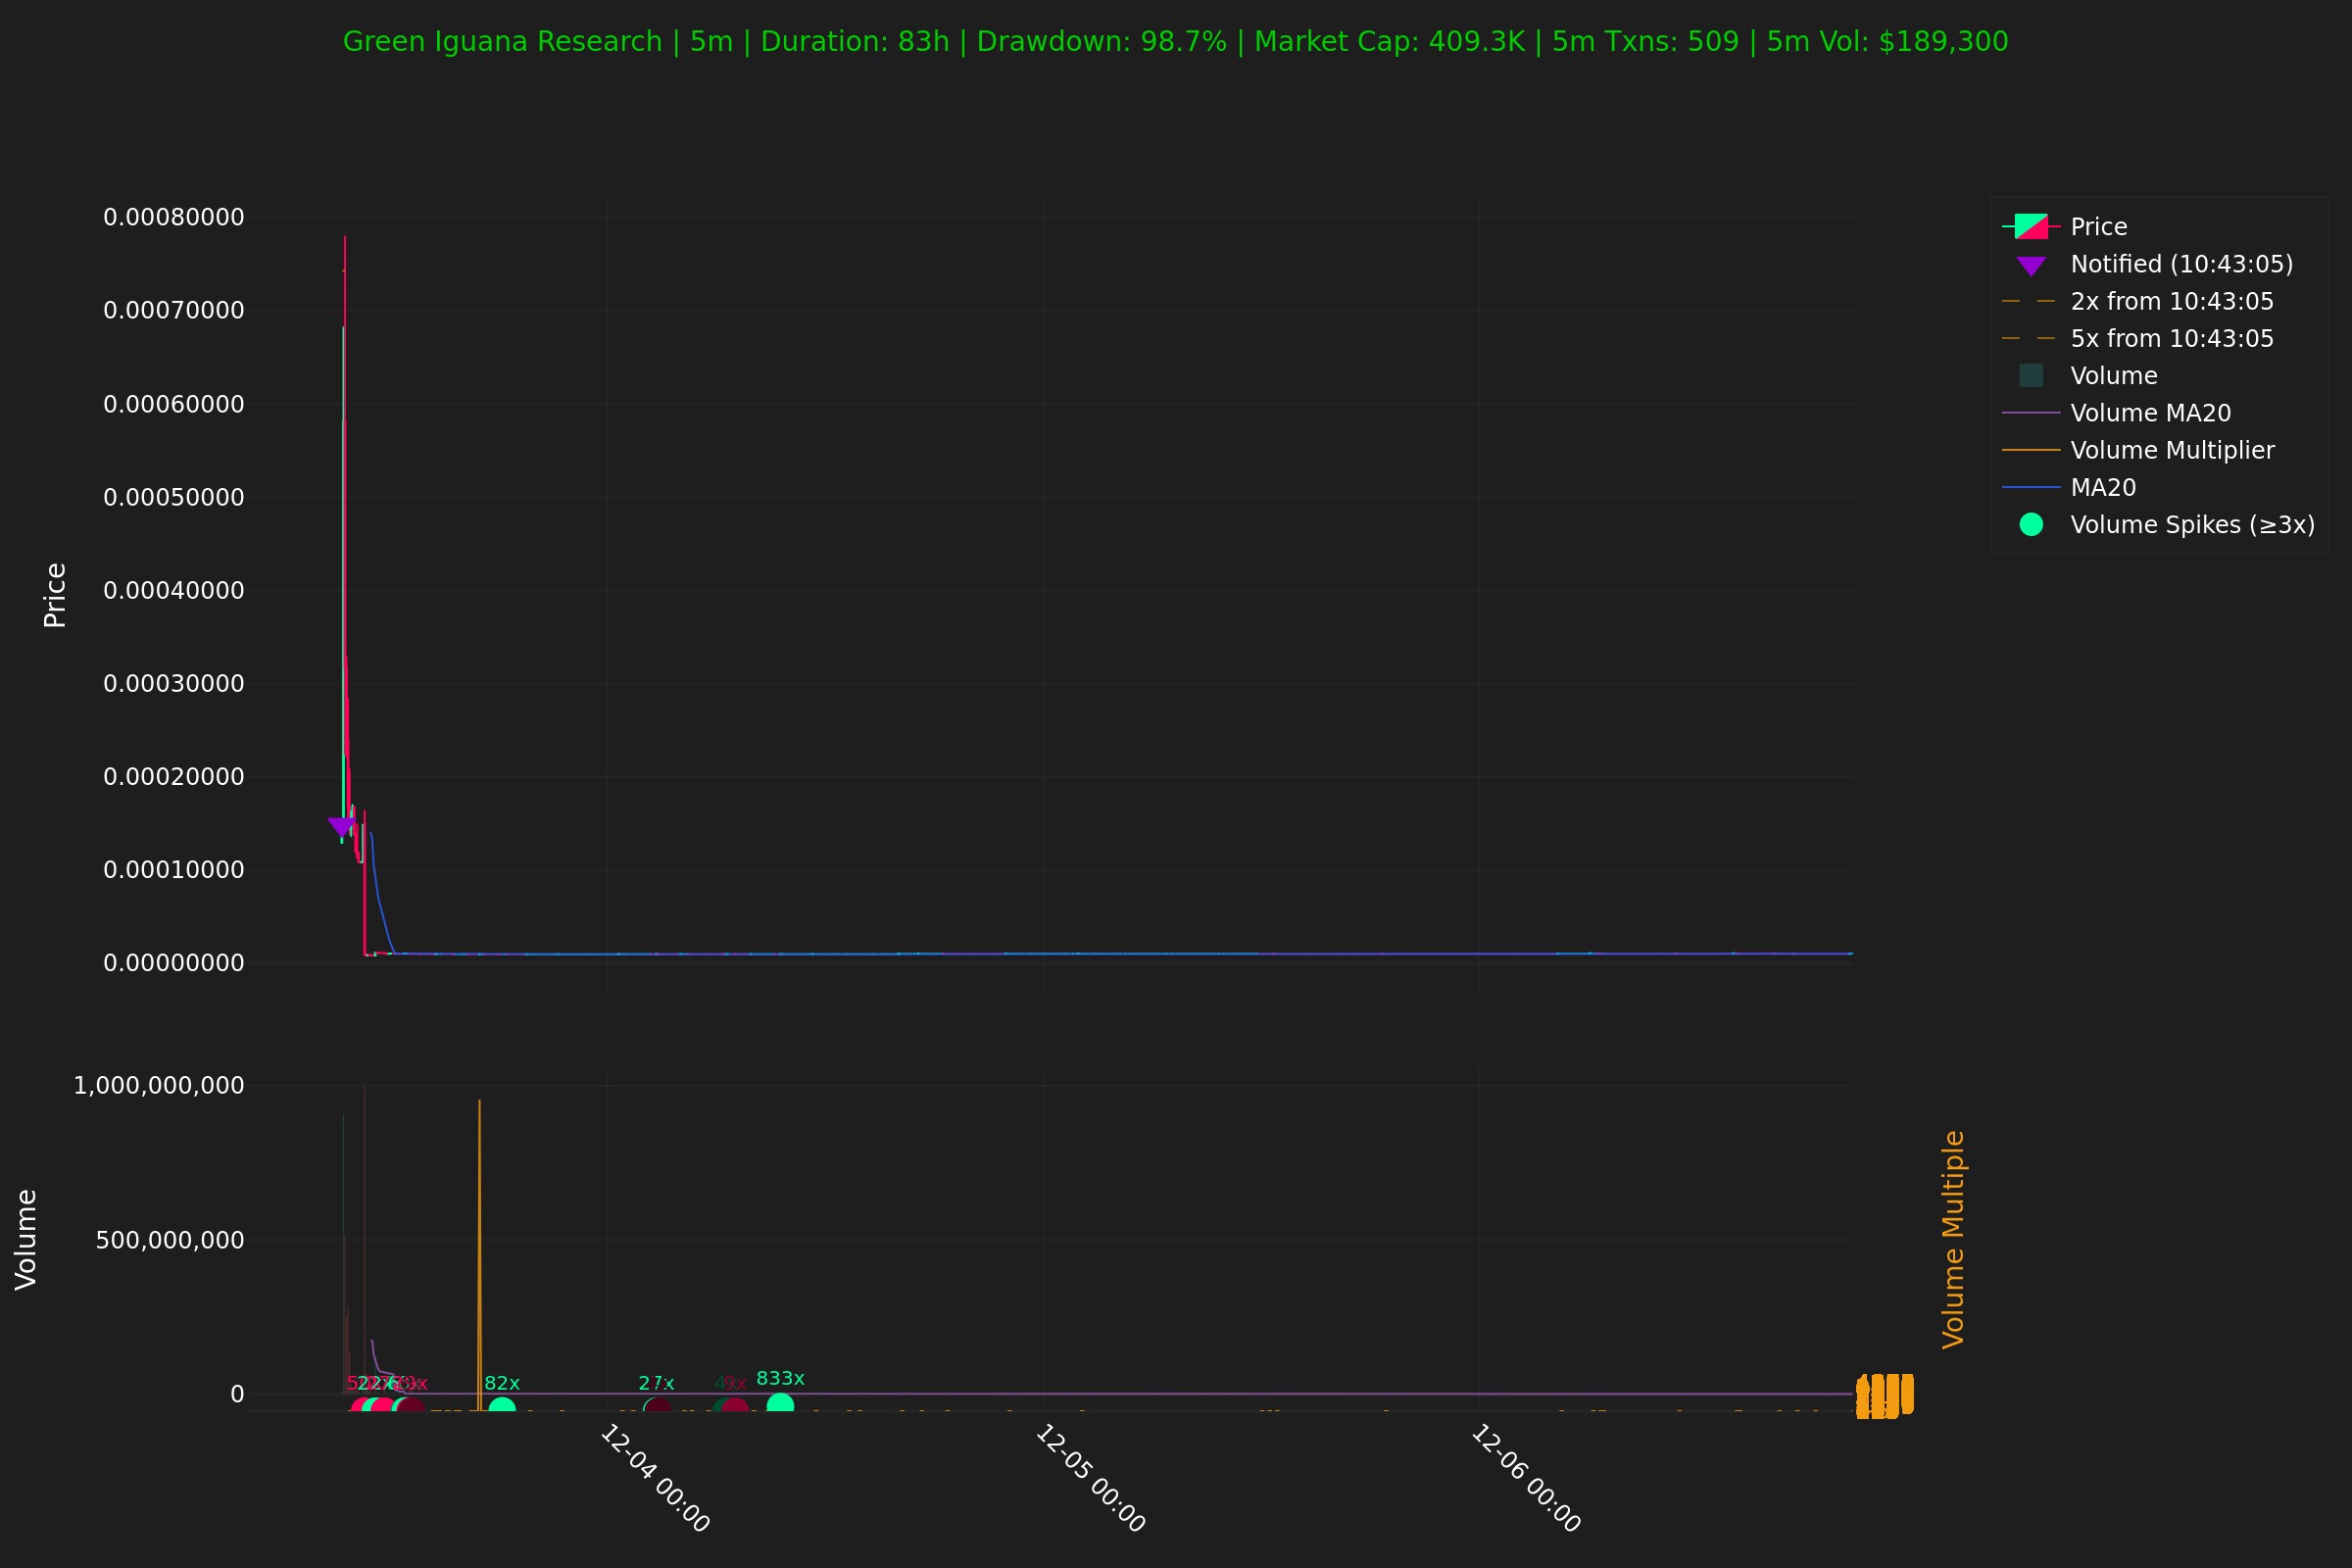 Green Iguana Research | 5m | Duration: 83h | Drawdown: 98.7% | Market Cap: 409.3K | 5m Txns: 509 | 5m Vol: $189,300
0.00080000
0.00070000
0.00060000
0.00050000
0.00040000
0.00030000
0.00020000
0.00010000
0.00000000
Price
Price
Notified (10:43:05)
2x from 10:43:05
5x from 10:43:05
Volume
Volume MA20
Volume Multiplier
MA20
Volume Spikes (≥3x)
1,000,000,000
500,000,000
0
Volume
82x
833x
Volume Multiple
12-04 00:00
12-05 00:00
12-06 00:00